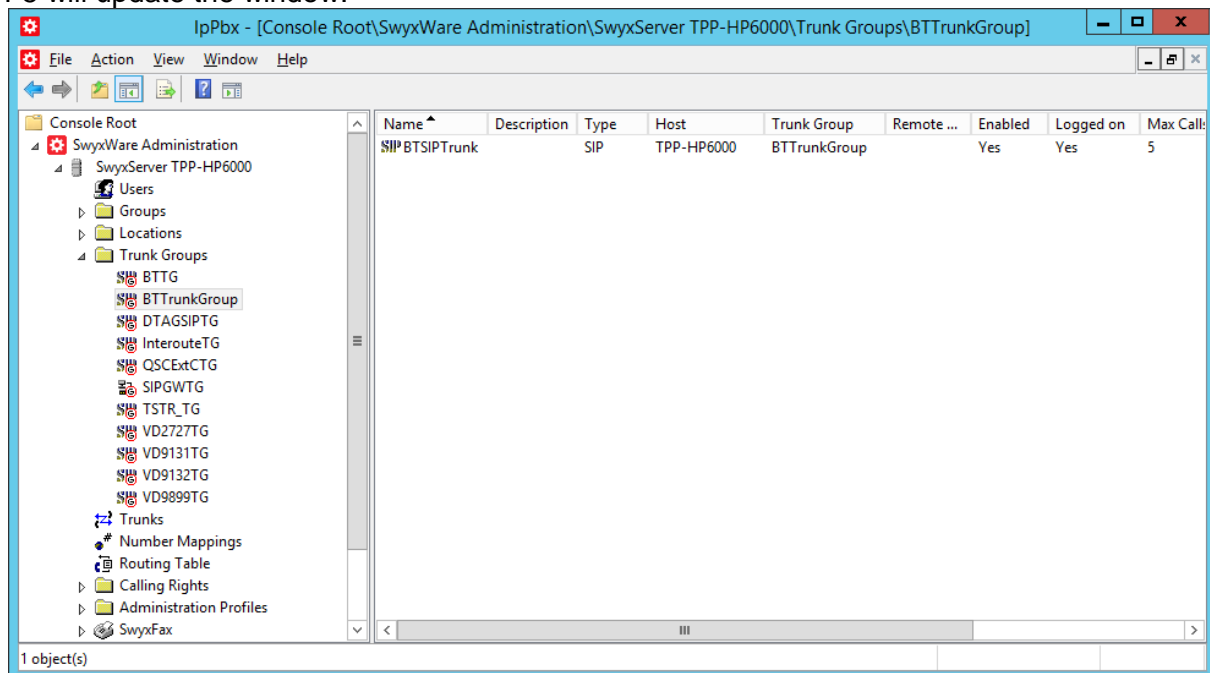 IpPbx - [Console Root\SwyxWare Administration\SwyxServer TPP-HP6000\Trunk Groups\BTTrunkGroup]
File Action View Window Help
Console Root
SwyxWare Administration
SwyxServer TPP-HP6000
Users
Groups
Locations
Trunk Groups
BTTG
BTTrunkGroup
DTAGSIPTG
InterouteTG
QSCExtCTG
SIPGWTG
TSTR_TG
VD2727TG
VD9131TG
VD9132TG
VD9899TG
Trunks
Number Mappings
Routing Table
Calling Rights
Administration Profiles
SwyxFax
Name Description Type Host Trunk Group Remote ... Enabled Logged on Max Calls
SIP BTSIPTrunk SIP TPP-HP6000 BTTrunkGroup Yes Yes 5
1 object(s)